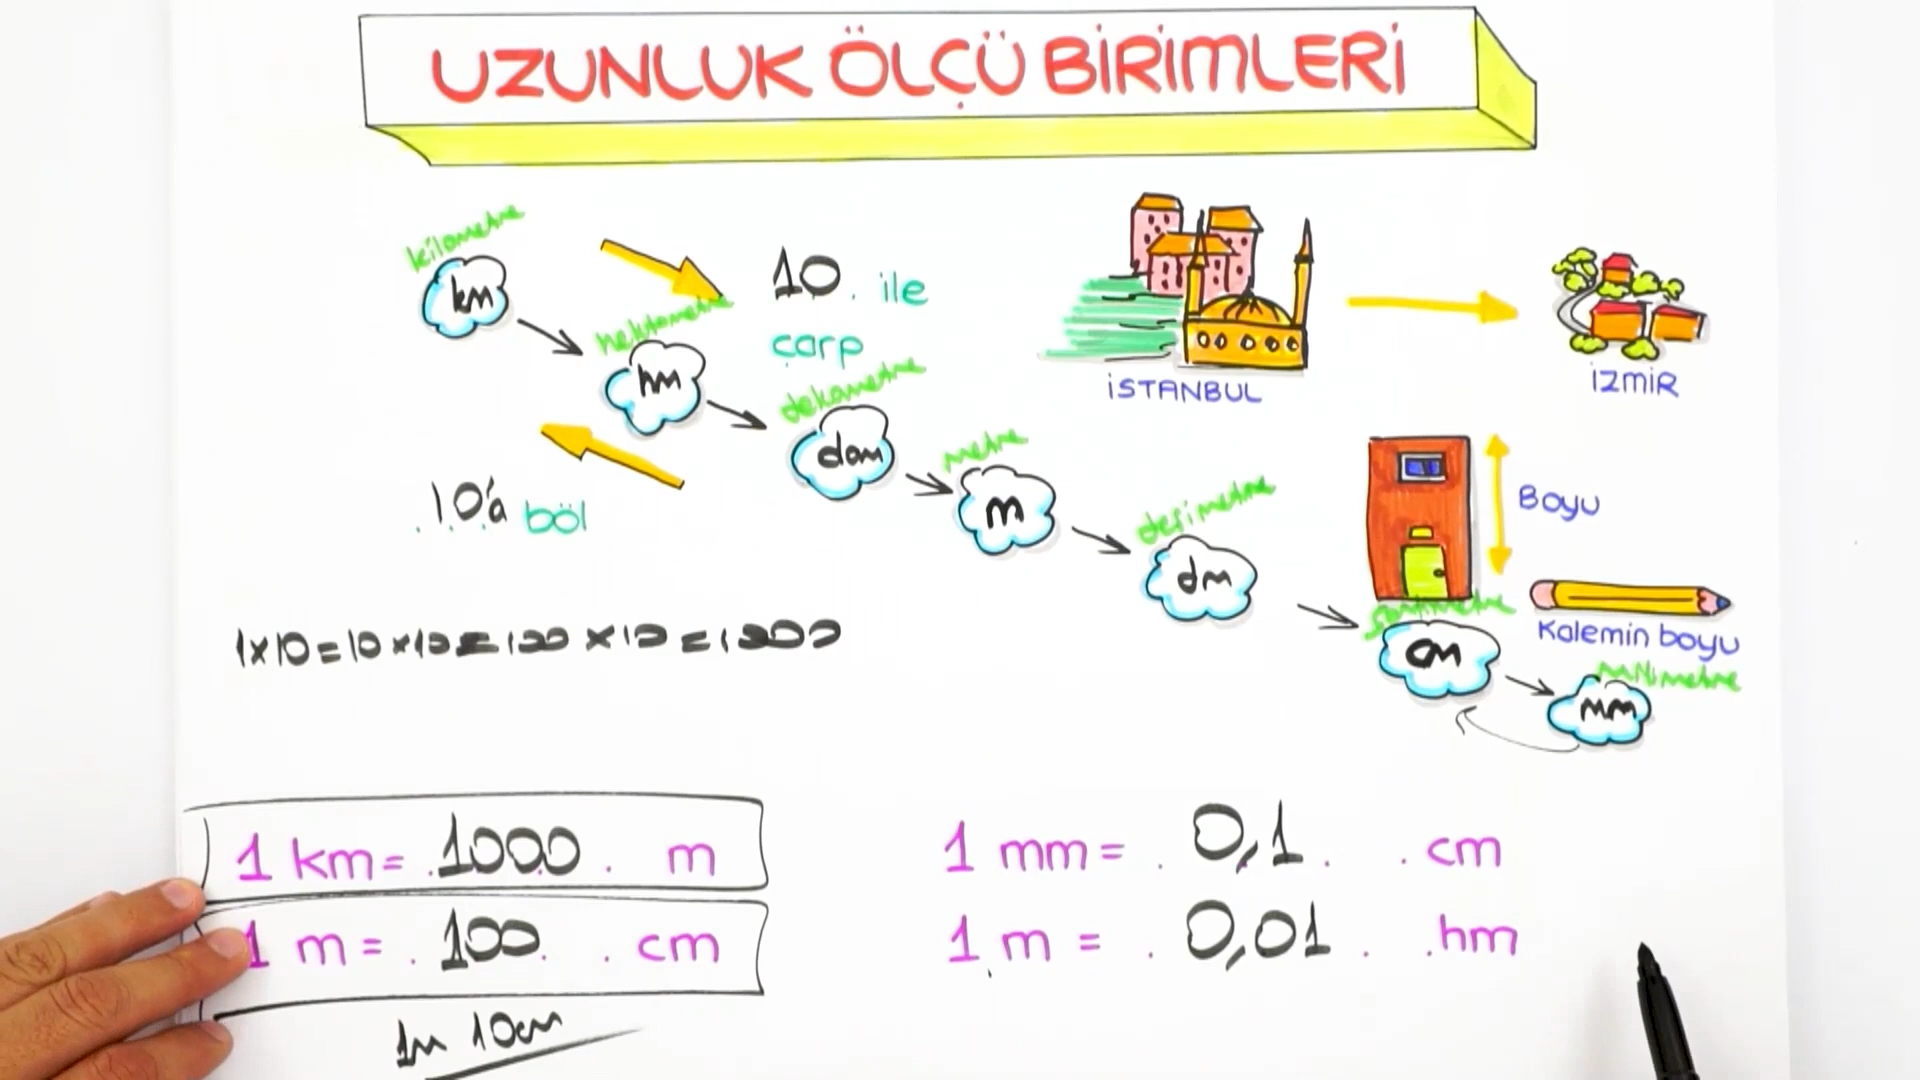 UZUNLUK ÖLÇÜ BİRİMLERİ
kilometre
km
10 ile
çarp
hektometre
hm
dekametre
dam
metre
m
desimetre
dm
santimetre
cm
milimetre
mm
10'a böl
İSTANBUL
İZMİR
Boyu
Kalemin boyu
1x10=10x10=100x10=1000
1 km = 1000 m
1 m = 100 cm
1m 10cm
1 mm = 0,1 cm
1 m = 0,01 hm